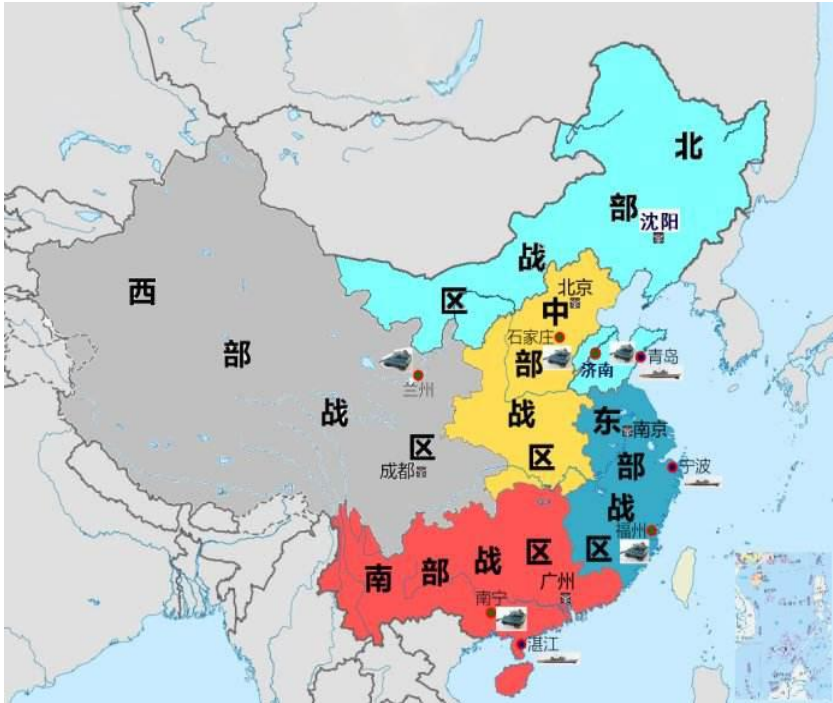 北部战区
沈阳
西部战区
中部战区
北京
石家庄
济南
青岛
兰州
成都
东部战区
南京
宁波
福州
南部战区
广州
南宁
湛江